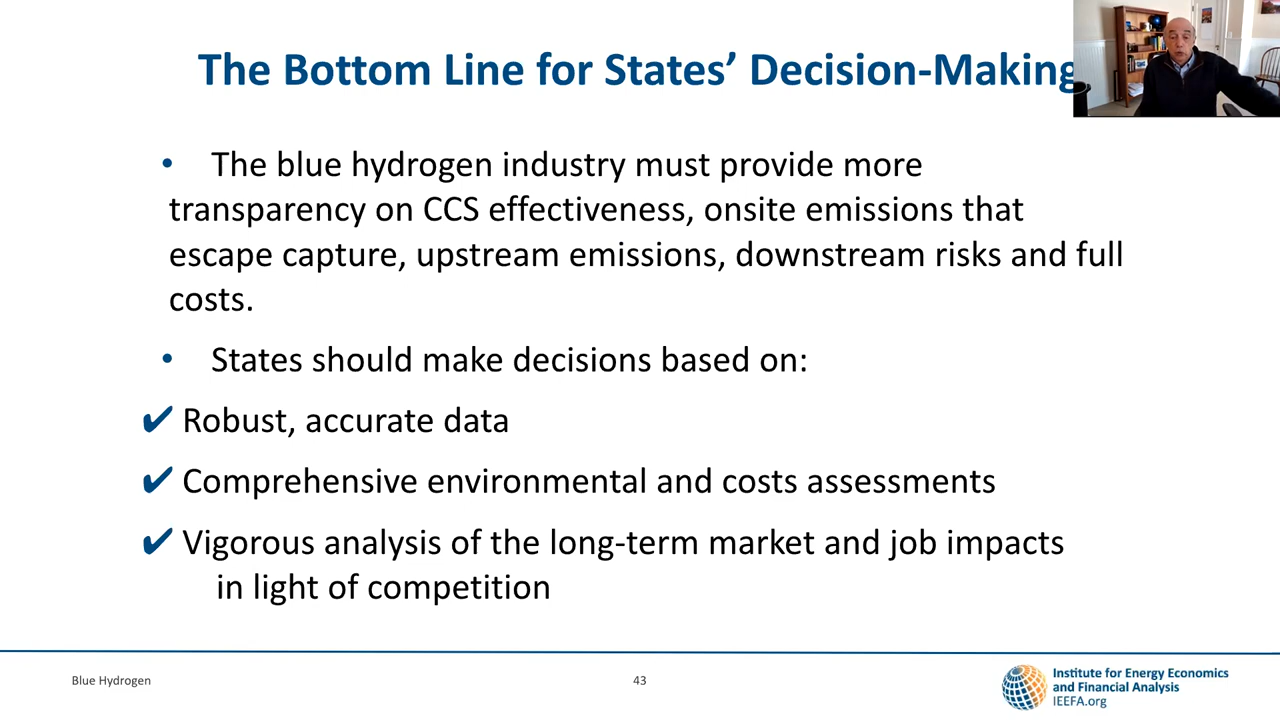 The Bottom Line for States’ Decision-Making
• The blue hydrogen industry must provide more
transparency on CCS effectiveness, onsite emissions that
escape capture, upstream emissions, downstream risks and full
costs.
• States should make decisions based on:
✔ Robust, accurate data
✔ Comprehensive environmental and costs assessments
✔ Vigorous analysis of the long-term market and job impacts
in light of competition
Blue Hydrogen
43
Institute for Energy Economics
and Financial Analysis
IEEFA.org